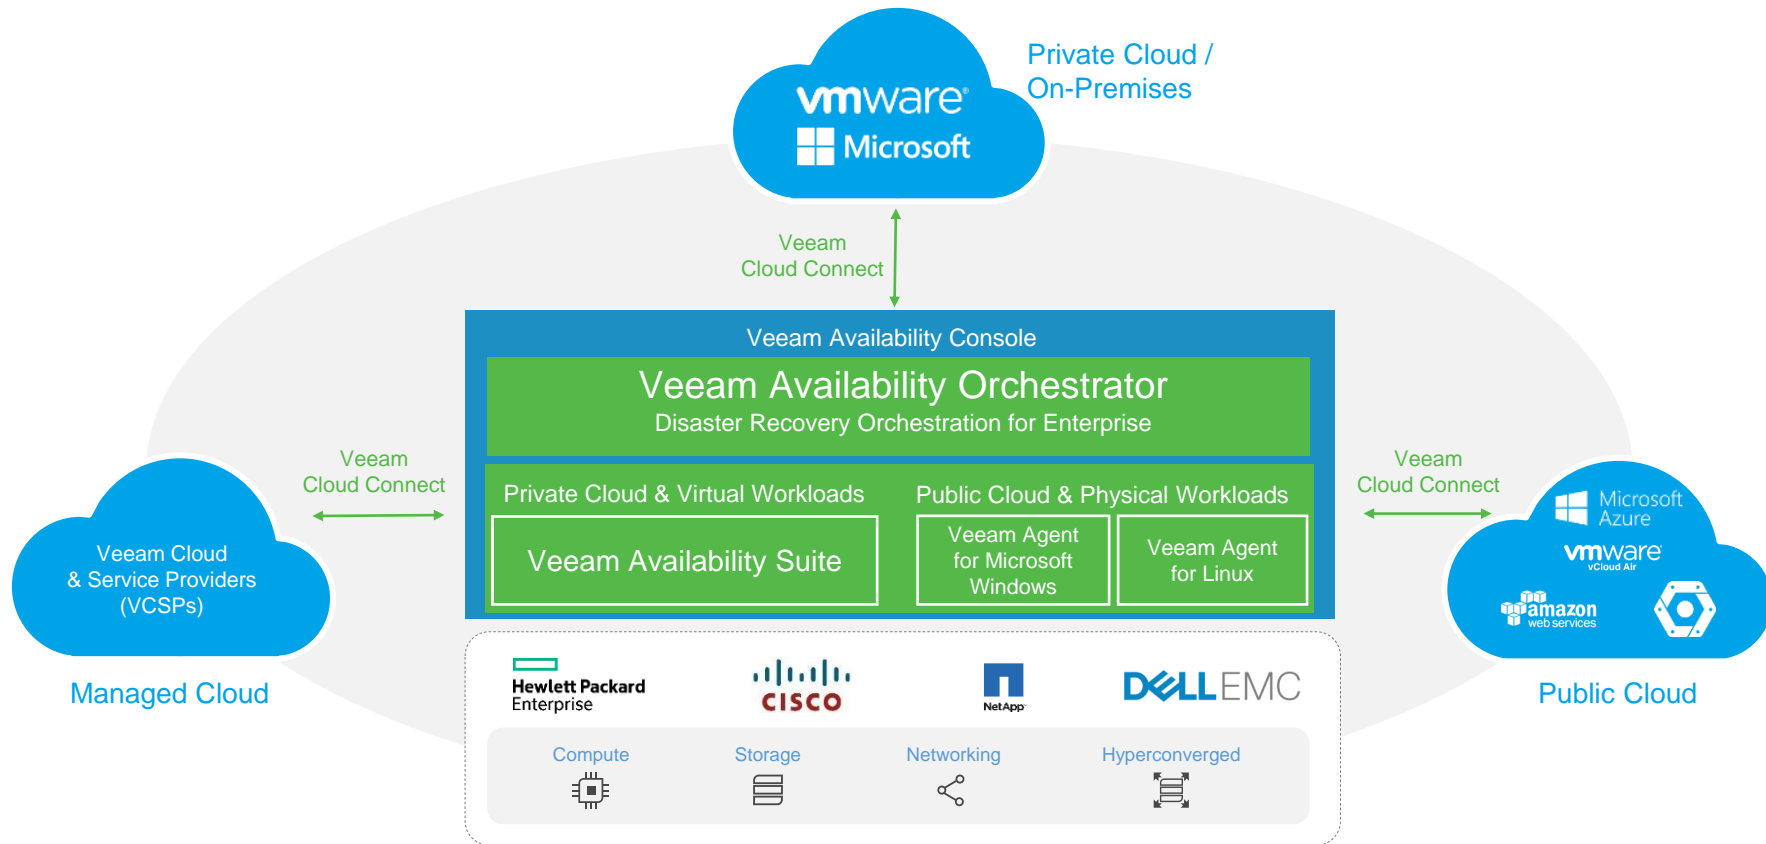 Private Cloud /
On-Premises
vmware®
Microsoft
Veeam
Cloud Connect
Veeam Availability Console
Veeam Availability Orchestrator
Disaster Recovery Orchestration for Enterprise
Veeam
Cloud Connect
Veeam
Cloud Connect
Private Cloud & Virtual Workloads
Public Cloud & Physical Workloads
Veeam Availability Suite
Veeam Agent
for Microsoft
Windows
Veeam Agent
for Linux
Veeam Cloud
& Service Providers
(VCSPs)
Managed Cloud
Microsoft
Azure
vmware
vCloud Air
amazon
web services
Public Cloud
Hewlett Packard
Enterprise
CISCO
NetApp
DELL EMC
Compute
Storage
Networking
Hyperconverged